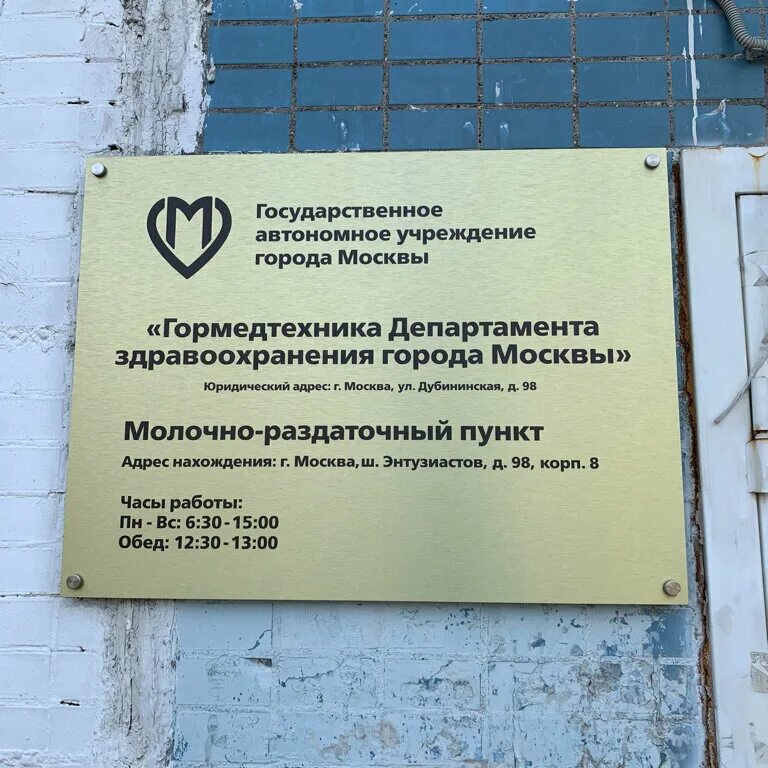 М
Государственное
автономное учреждение
города Москвы
«Гормедтехника Департамента
здравоохранения города Москвы»
Юридический адрес: г. Москва, ул. Дубининская, д. 98
Молочно-раздаточный пункт
Адрес нахождения: г. Москва,ш. Энтузиастов, д. 98, корп. 8
Часы работы:
Пн - Вс: 6:30 - 15:00
Обед: 12:30 - 13:00